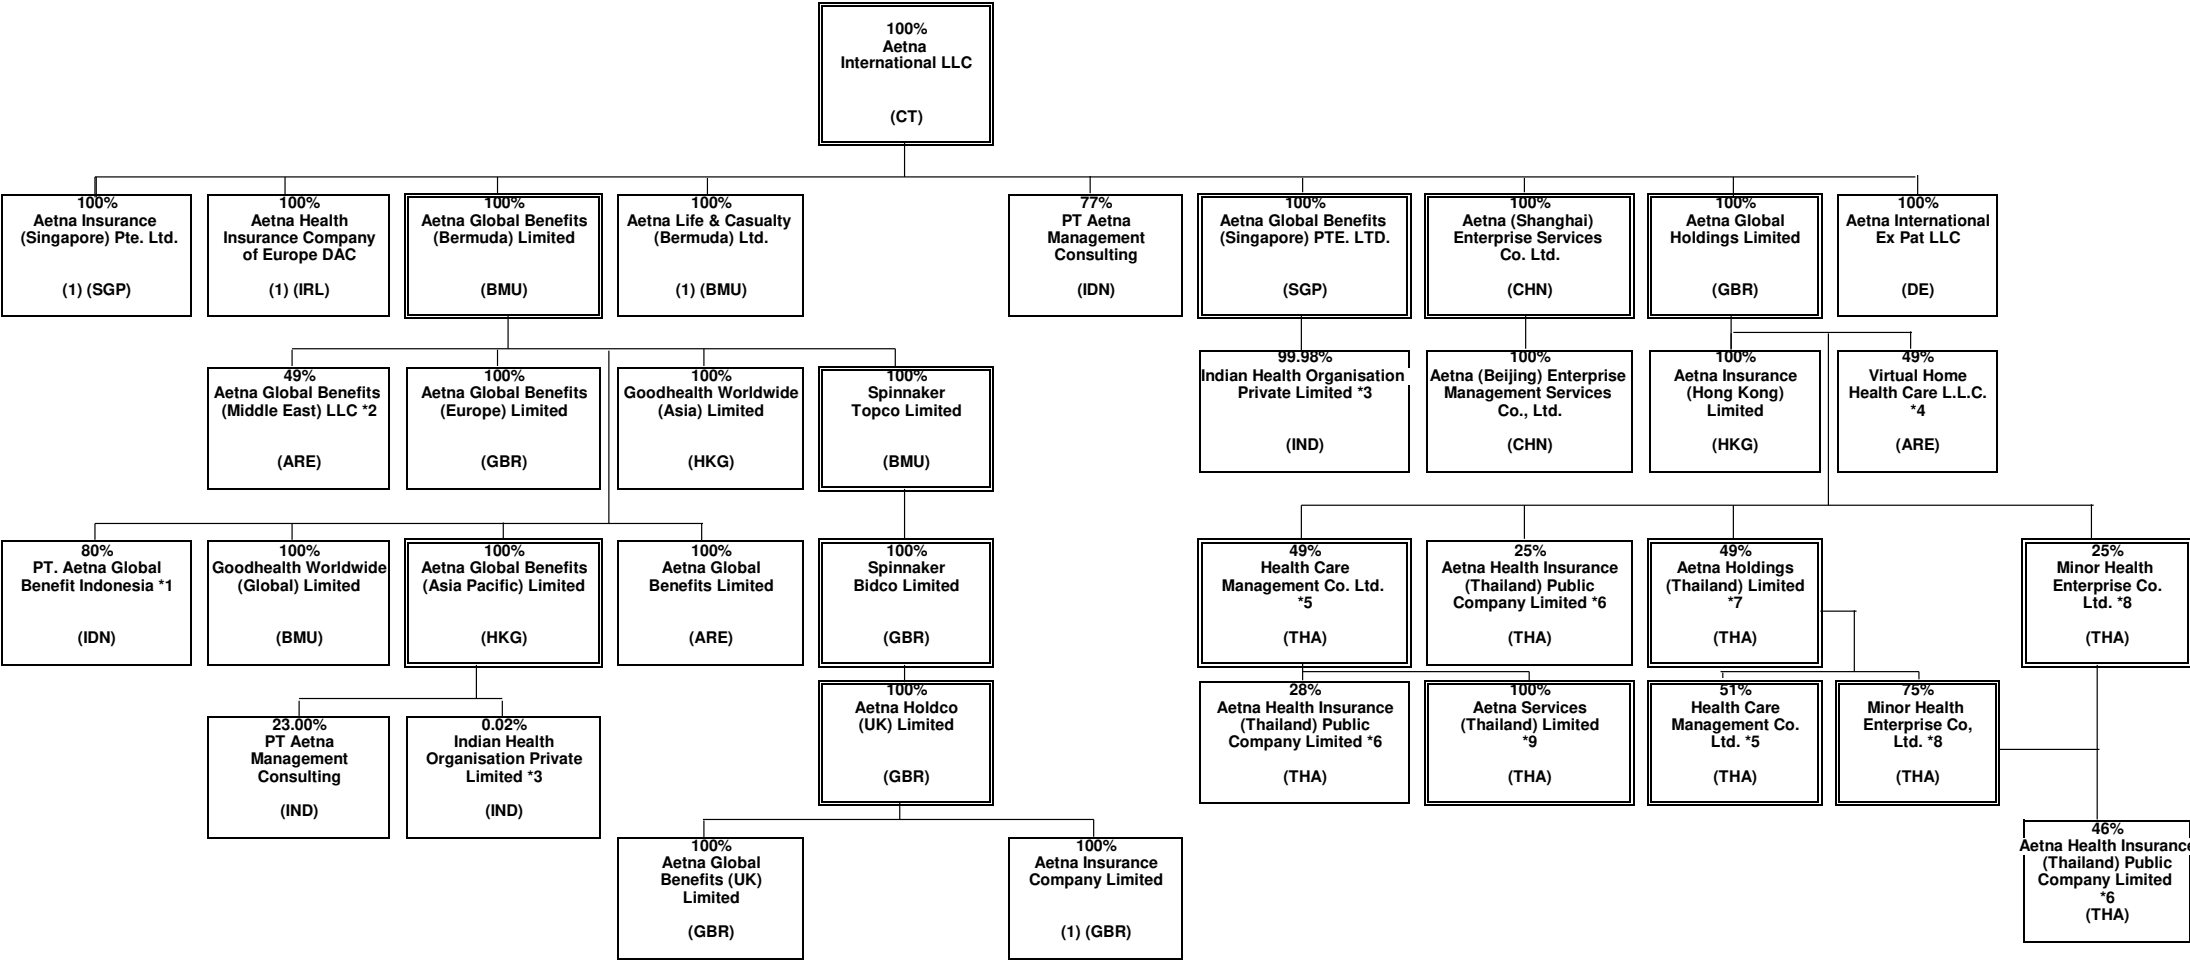 100%
Aetna
International LLC
(CT)
100%
Aetna Insurance
(Singapore) Pte. Ltd.
(1) (SGP)
100%
Aetna Health
Insurance Company
of Europe DAC
(1) (IRL)
100%
Aetna Global Benefits
(Bermuda) Limited
(BMU)
100%
Aetna Life & Casualty
(Bermuda) Ltd.
(1) (BMU)
77%
PT Aetna
Management
Consulting
(IDN)
100%
Aetna Global Benefits
(Singapore) PTE. LTD.
(SGP)
100%
Aetna (Shanghai)
Enterprise Services
Co. Ltd.
(CHN)
100%
Aetna Global
Holdings Limited
(GBR)
100%
Aetna International
Ex Pat LLC
(DE)
49%
Aetna Global Benefits
(Middle East) LLC *2
(ARE)
100%
Aetna Global Benefits
(Europe) Limited
(GBR)
100%
Goodhealth Worldwide
(Asia) Limited
(HKG)
100%
Spinnaker
Topco Limited
(BMU)
99.98%
Indian Health Organisation
Private Limited *3
(IND)
100%
Aetna (Beijing) Enterprise
Management Services
Co., Ltd.
(CHN)
100%
Aetna Insurance
(Hong Kong)
Limited
(HKG)
49%
Virtual Home
Health Care L.L.C.
*4
(ARE)
80%
PT. Aetna Global
Benefit Indonesia *1
(IDN)
100%
Goodhealth Worldwide
(Global) Limited
(BMU)
100%
Aetna Global Benefits
(Asia Pacific) Limited
(HKG)
100%
Aetna Global
Benefits Limited
(ARE)
100%
Spinnaker
Bidco Limited
(GBR)
49%
Health Care
Management Co. Ltd.
*5
(THA)
25%
Aetna Health Insurance
(Thailand) Public
Company Limited *6
(THA)
49%
Aetna Holdings
(Thailand) Limited
*7
(THA)
25%
Minor Health
Enterprise Co.
Ltd. *8
(THA)
23.00%
PT Aetna
Management
Consulting
(IND)
0.02%
Indian Health
Organisation Private
Limited *3
(IND)
100%
Aetna Holdco
(UK) Limited
(GBR)
28%
Aetna Health Insurance
(Thailand) Public
Company Limited *6
(THA)
100%
Aetna Services
(Thailand) Limited
*9
(THA)
51%
Health Care
Management Co.
Ltd. *5
(THA)
75%
Minor Health
Enterprise Co,
Ltd. *8
(THA)
100%
Aetna Global
Benefits (UK)
Limited
(GBR)
100%
Aetna Insurance
Company Limited
(1) (GBR)
46%
Aetna Health Insurance
(Thailand) Public
Company Limited
*6
(THA)